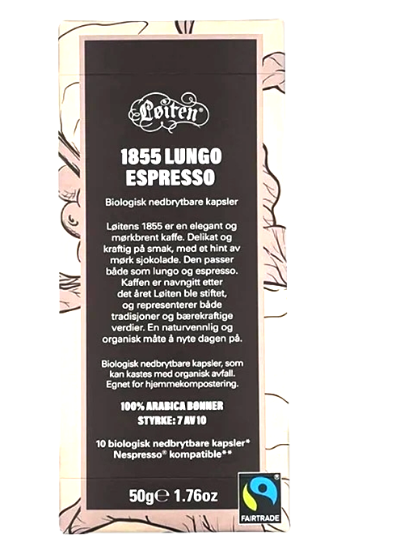 Løiten®
1855 LUNGO
ESPRESSO
Biologisk nedbrytbare kapsler
Løitens 1855 er en elegant og
mørkbrent kaffe. Delikat og
kraftig på smak, med et hint av
mørk sjokolade. Den passer
både som lungo og espresso.
Kaffen er navngitt etter
det året Løiten ble stiftet,
og representerer både
tradisjoner og bærekraftige
verdier. En naturvennlig og
organisk måte å nyte dagen på.
Biologisk nedbrytbare kapsler, som
kan kastes med organisk avfall.
Egnet for hjemmekompostering.
100% ARABICA BØNNER
STYRKE: 7 AV 10
10 biologisk nedbrytbare kapsler*
Nespresso® kompatible**
50g℮ 1.76oz
FAIRTRADE